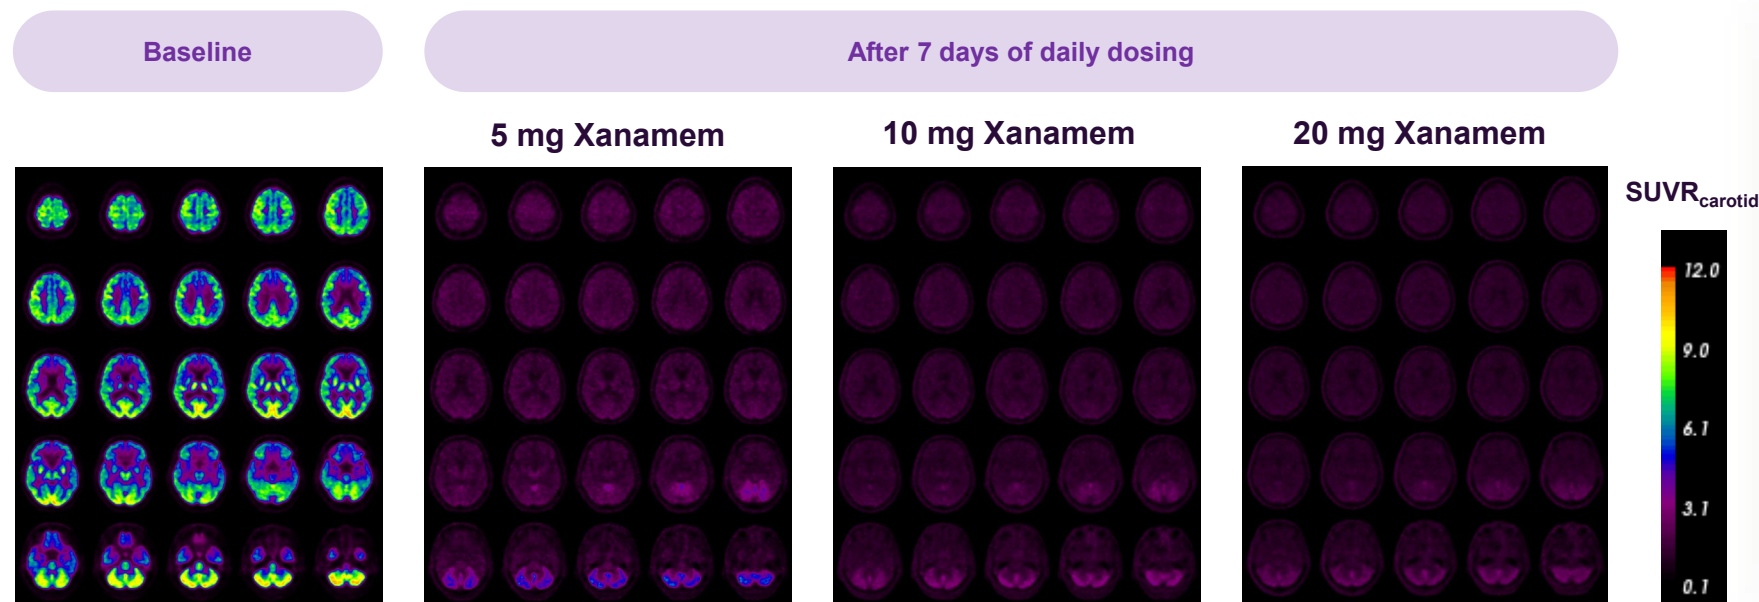 Baseline
After 7 days of daily dosing
5 mg Xanamem
10 mg Xanamem
20 mg Xanamem
SUVRcarotid
12.0
9.0
6.1
3.1
0.1